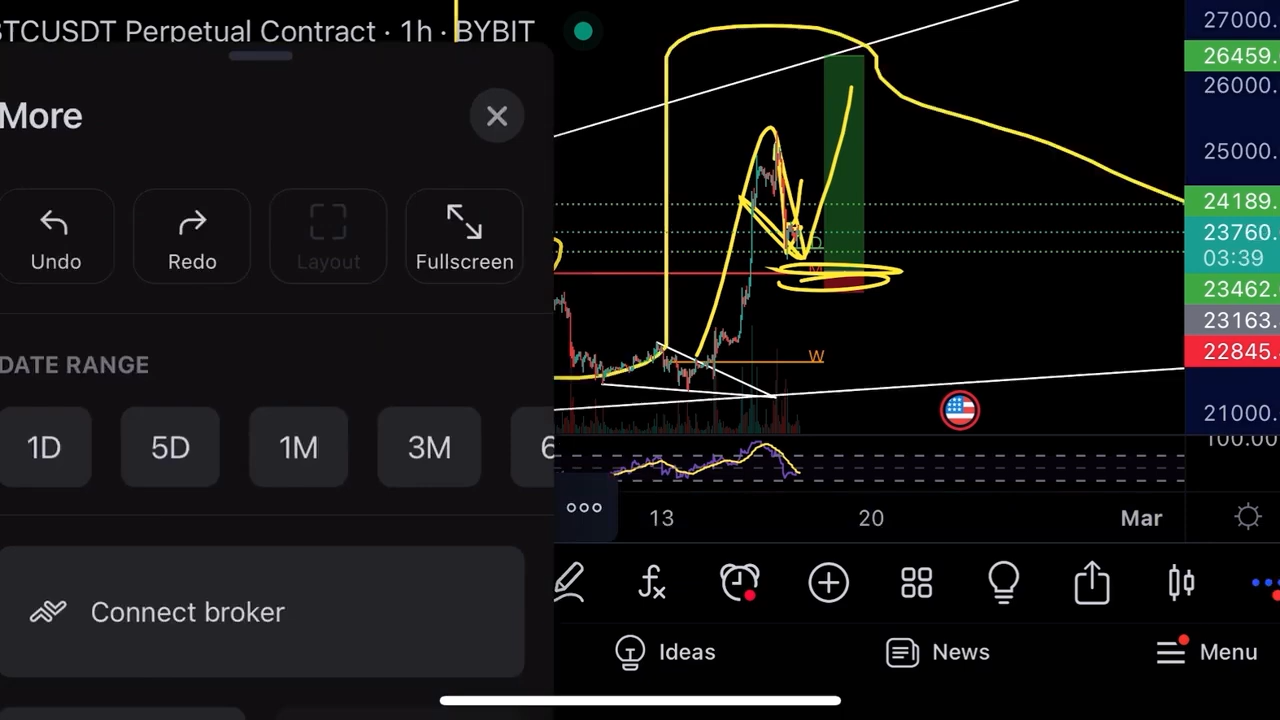 BTCUSDT Perpetual Contract · 1h · BYBIT
More
Undo
Redo
Layout
Fullscreen
DATE RANGE
1D
5D
1M
3M
6
Connect broker
D
M
W
27000.
26459.
26000.
25000.
24189.
23760.
03:39
23462.
23163.
22845.
21000.
100.00
13
20
Mar
Ideas
News
Menu